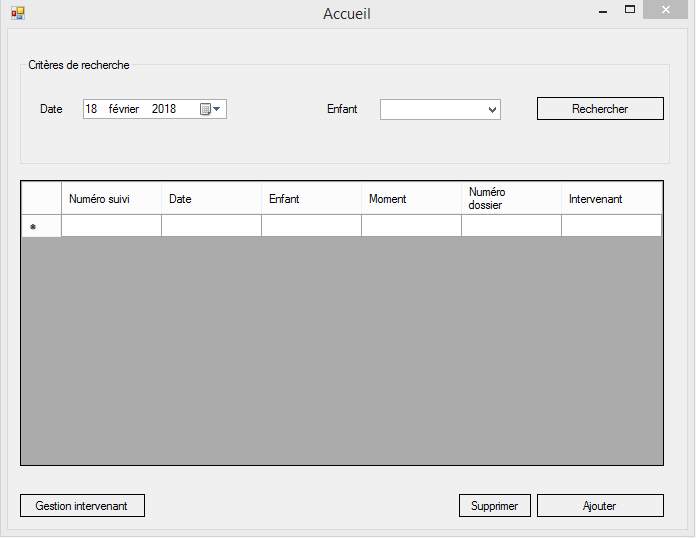 Accueil
Critères de recherche
Date 18 février 2018 Enfant Rechercher
Numéro suivi Date Enfant Moment Numéro dossier Intervenant
Gestion intervenant Supprimer Ajouter